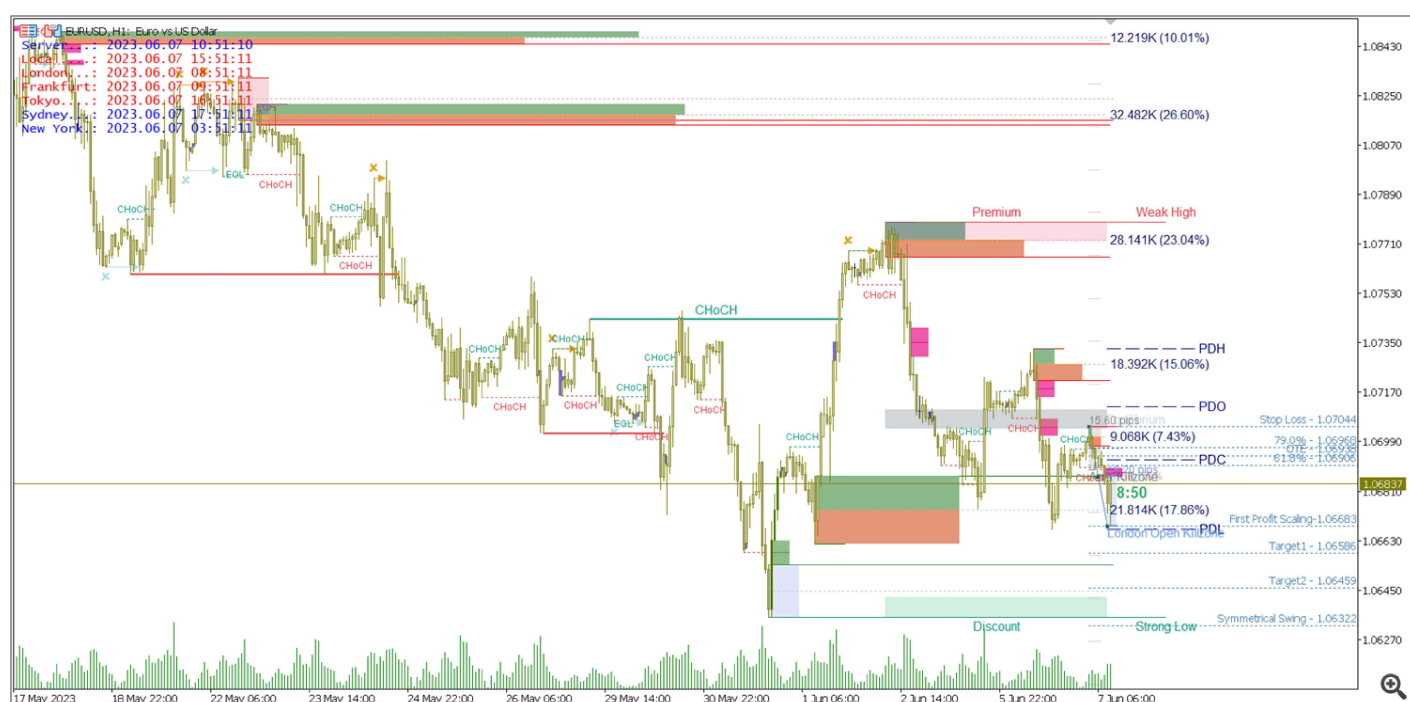 EURUSD, H1: Euro vs US Dollar
Server...: 2023.06.07 10:51:10
Loca.....: 2023.06.07 15:51:11
London...: 2023.06.07 08:51:11
Frankfurt: 2023.06.07 09:51:11
Tokyo....: 2023.06.07 16:51:11
Sydney...: 2023.06.07 17:51:11
New York.: 2023.06.07 03:51:11
12.219K (10.01%)
32.482K (26.60%)
Premium
Weak High
28.141K (23.04%)
EQL
CHoCH
CHoCH
CHoCH
CHoCH
CHoCH
CHoCH
PDH
18.392K (15.06%)
CHoCH
CHoCH
CHoCH
CHoCH
CHoCH
CHoCH
CHoCH
EQL
CHoCH
PDO
15.60 pips
Stop Loss - 1.07044
CHoCH
CHoCH
CHoCH
CHoCH
9.068K (7.43%)
79.0% - 1.06968
OTE - 1.06938
61.8% - 1.06906
PDC
Killzone
8:50
21.814K (17.86%)
First Profit Scaling-1.06683
PDL
London Open Killzone
Target1 - 1.06586
Target2 - 1.06459
Symmetrical Swing - 1.06322
Discount
Strong Low
1.08430
1.08250
1.08070
1.07890
1.07710
1.07530
1.07350
1.07170
1.06990
1.06837
1.06810
1.06630
1.06450
1.06270
17 May 2023
18 May 22:00
22 May 06:00
23 May 14:00
24 May 22:00
26 May 06:00
29 May 14:00
30 May 22:00
1 Jun 06:00
2 Jun 14:00
5 Jun 22:00
7 Jun 06:00